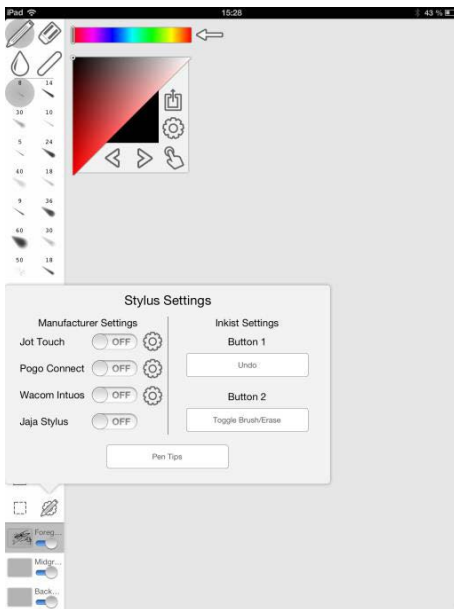 iPad 15:28 43 %
8 14
30 10
5 24
40 18
9 36
60 30
50 18
Stylus Settings
Manufacturer Settings Inkist Settings
Jot Touch OFF Button 1
Pogo Connect OFF Undo
Wacom Intuos OFF Button 2
Jaja Stylus OFF Toggle Brush/Erase
Pen Tips
Foreg...
Midgr...
Back...